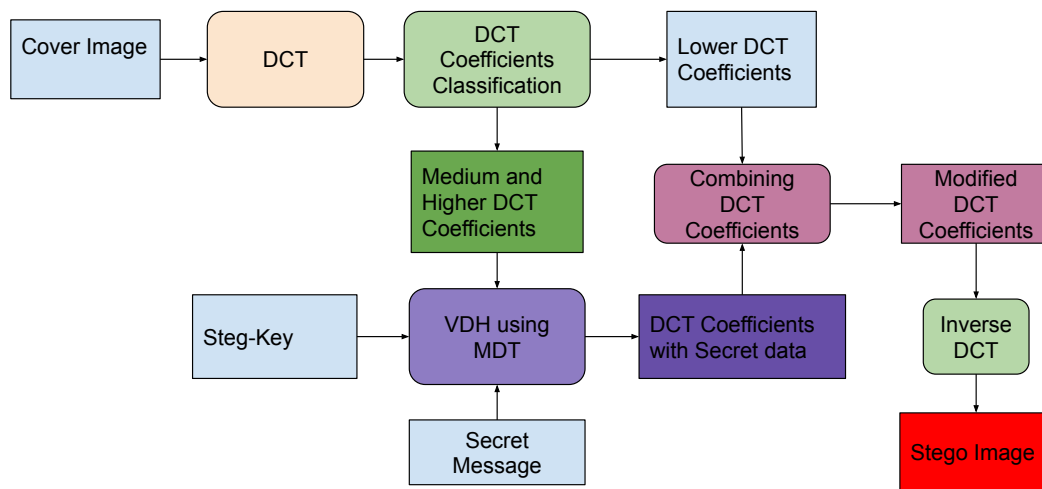 Cover Image
DCT
DCT
Coefficients
Classification
Lower DCT
Coefficients
Medium and
Higher DCT
Coefficients
Combining
DCT
Coefficients
Modified
DCT
Coefficients
Steg-Key
VDH using
MDT
DCT Coefficients
with Secret data
Inverse
DCT
Secret
Message
Stego Image